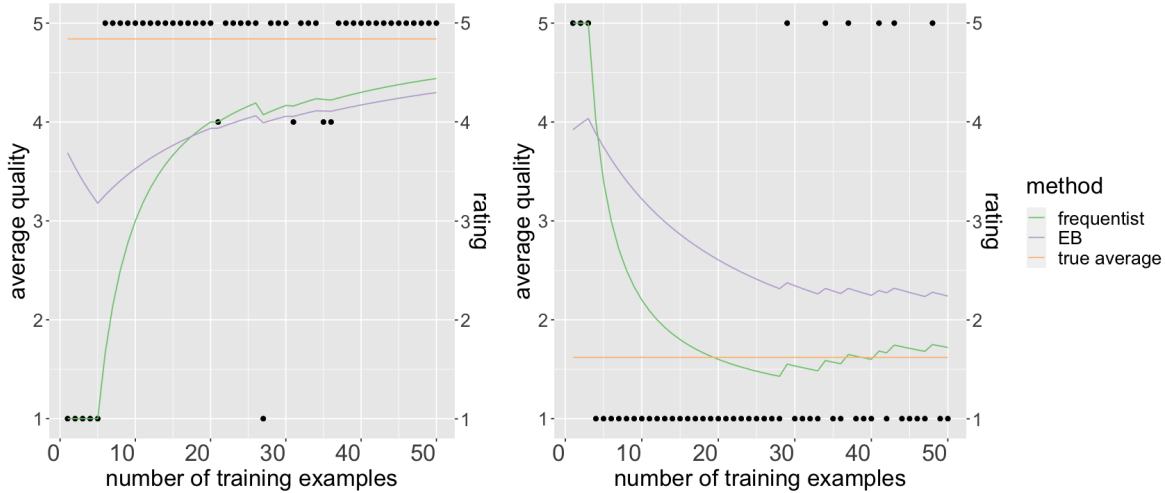 5
4
3
2
1
average quality
5
4
3
2
1
rating
0 10 20 30 40 50
number of training examples
5
4
3
2
1
average quality
5
4
3
2
1
rating
0 10 20 30 40 50
number of training examples
method
frequentist
EB
true average